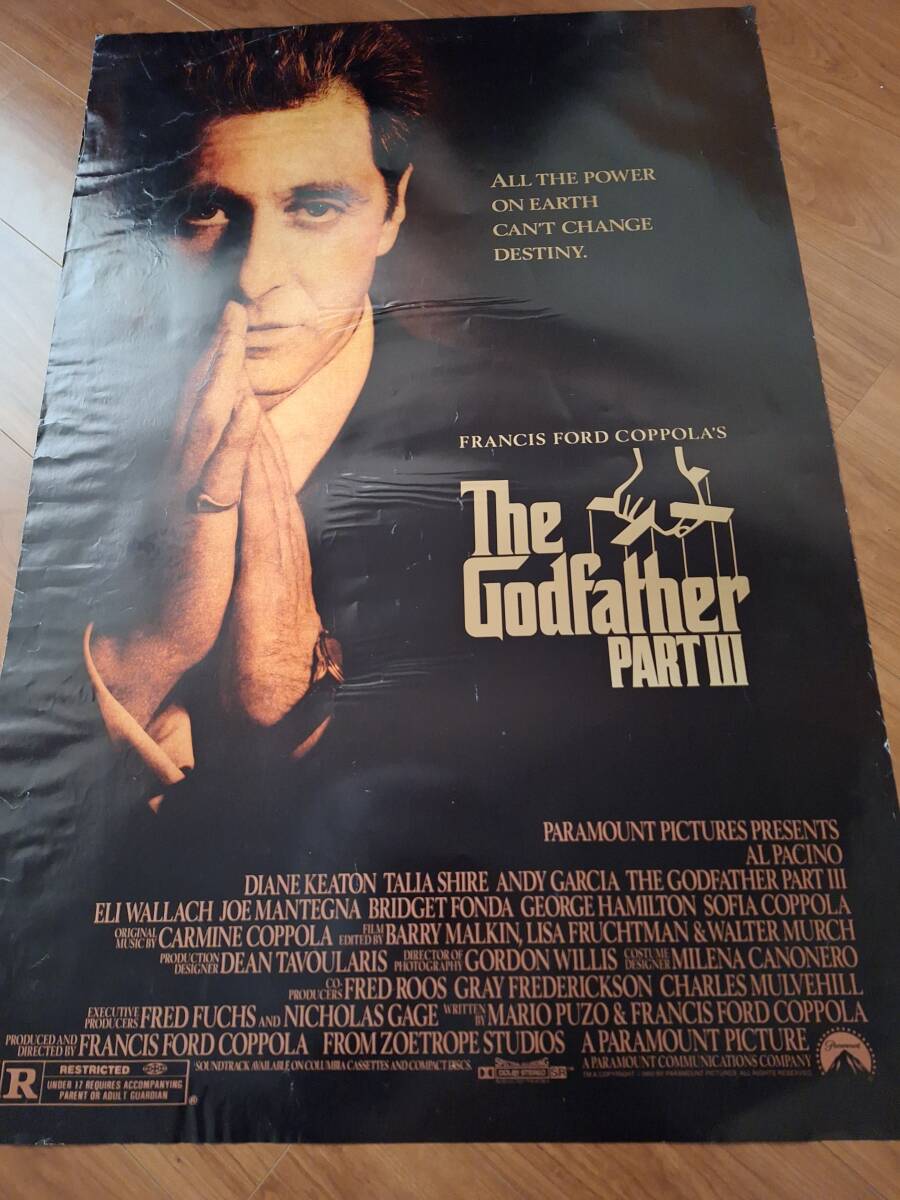 ALL THE POWER
ON EARTH
CAN'T CHANGE
DESTINY.
FRANCIS FORD COPPOLA'S
The
Godfather
PART III
PARAMOUNT PICTURES PRESENTS
AL PACINO
DIANE KEATON TALIA SHIRE ANDY GARCIA THE GODFATHER PART III
ELI WALLACH JOE MANTEGNA BRIDGET FONDA GEORGE HAMILTON SOFIA COPPOLA
ORIGINAL MUSIC BY CARMINE COPPOLA FILM EDITED BY BARRY MALKIN, LISA FRUCHTMAN & WALTER MURCH
PRODUCTION DESIGNER DEAN TAVOULARIS DIRECTOR OF PHOTOGRAPHY GORDON WILLIS COSTUME DESIGNER MILENA CANONERO
CO-PRODUCERS FRED ROOS GRAY FREDERICKSON CHARLES MULVEHILL
EXECUTIVE PRODUCERS FRED FUCHS AND NICHOLAS GAGE WRITTEN BY MARIO PUZO & FRANCIS FORD COPPOLA
PRODUCED AND DIRECTED BY FRANCIS FORD COPPOLA FROM ZOETROPE STUDIOS A PARAMOUNT PICTURE Paramount
SOUNDTRACK AVAILABLE ON COLUMBIA CASSETTES AND COMPACT DISCS. DOLBY STEREO SR A PARAMOUNT COMMUNICATIONS COMPANY
R RESTRICTED
UNDER 17 REQUIRES ACCOMPANYING
PARENT OR ADULT GUARDIAN